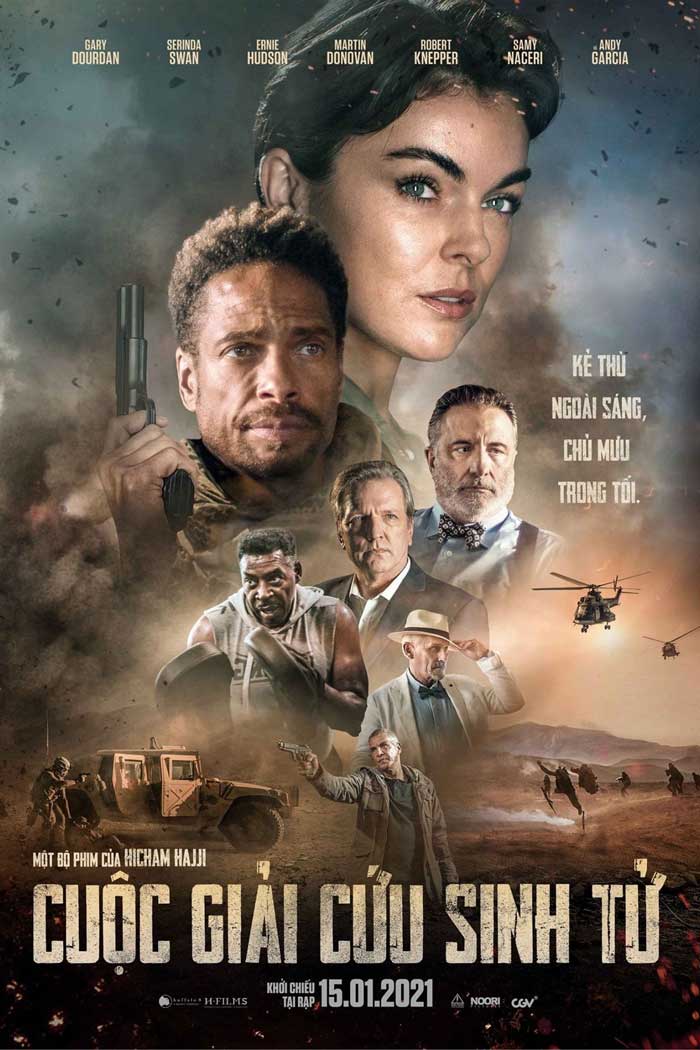 GARY DOURDAN
SERINDA SWAN
ERNIE HUDSON
MARTIN DONOVAN
ROBERT KNEPPER
SAMY NACERI
ANDY GARCIA
KẺ THÙ
NGOÀI SÁNG,
CHỦ MƯU
TRONG TỐI.
MỘT BỘ PHIM CỦA HICHAM HAJJI
CUỘC GIẢI CỨU SINH TỬ
KHỞI CHIẾU
TẠI RẠP 15.01.2021
buffalo 8
H-FILMS
NOORI
CGV